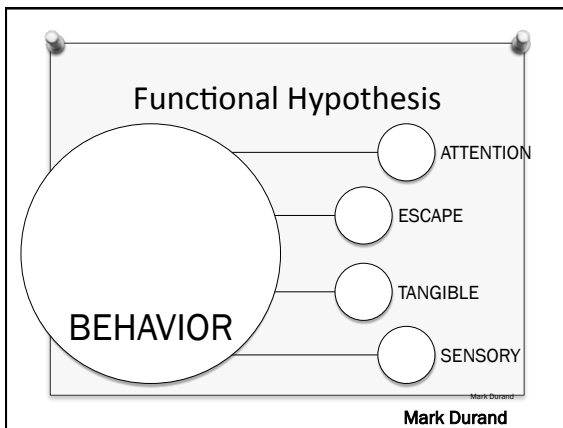 Functional Hypothesis
ATTENTION
ESCAPE
TANGIBLE
BEHAVIOR
SENSORY
Mark Durand
Mark Durand